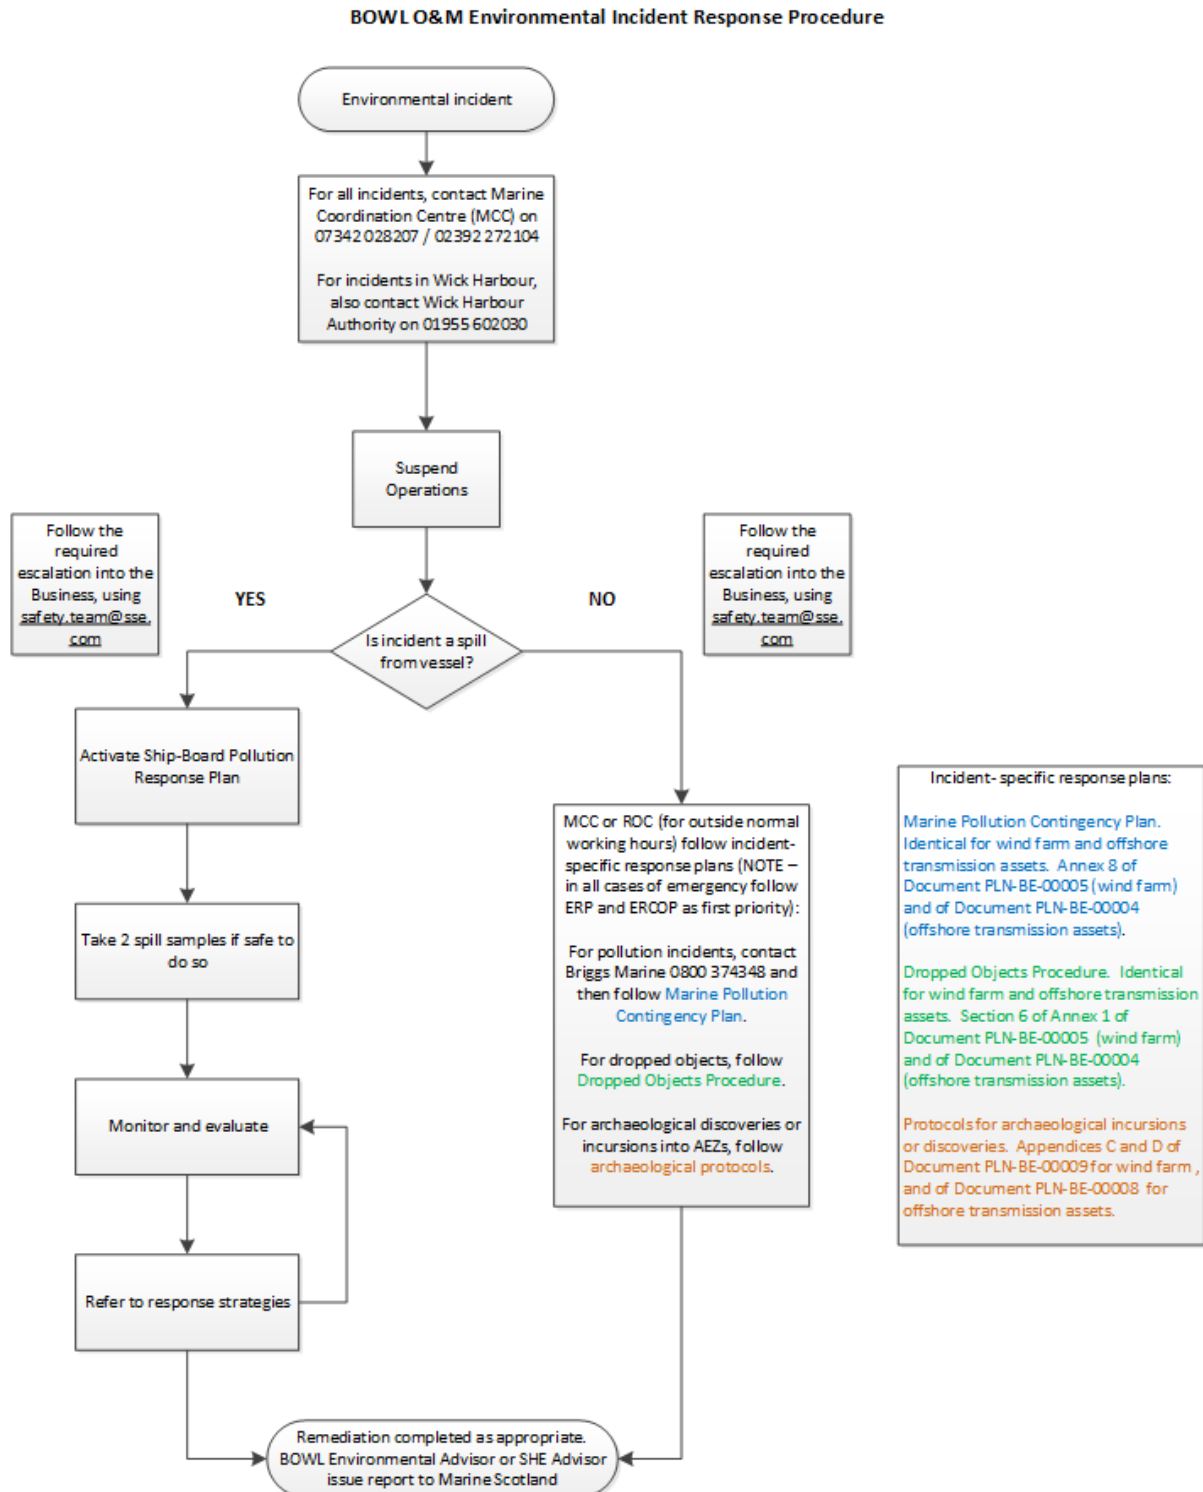 BOWL O&M Environmental Incident Response Procedure
Environmental incident
For all incidents, contact Marine
Coordination Centre (MCC) on
07342 028207 / 02392 272104
For incidents in Wick Harbour,
also contact Wick Harbour
Authority on 01955 602030
Suspend
Operations
Follow the
required
escalation into the
Business, using
safety.team@sse.
com
YES
NO
Follow the
required
escalation into the
Business, using
safety.team@sse.
com
Is incident a spill
from vessel?
Activate Ship-Board Pollution
Response Plan
Take 2 spill samples if safe to
do so
Monitor and evaluate
Refer to response strategies
MCC or ROC (for outside normal
working hours) follow incident-
specific response plans (NOTE –
in all cases of emergency follow
ERP and ERCOP as first priority):
For pollution incidents, contact
Briggs Marine 0800 374348 and
then follow Marine Pollution
Contingency Plan.
For dropped objects, follow
Dropped Objects Procedure.
For archaeological discoveries or
incursions into AEZs, follow
archaeological protocols.
Incident- specific response plans:
Marine Pollution Contingency Plan.
Identical for wind farm and offshore
transmission assets. Annex 8 of
Document PLN-BE-00005 (wind farm)
and of Document PLN-BE-00004
(offshore transmission assets).
Dropped Objects Procedure. Identical
for wind farm and offshore transmission
assets. Section 6 of Annex 1 of
Document PLN-BE-00005 (wind farm)
and of Document PLN-BE-00004
(offshore transmission assets).
Protocols for archaeological incursions
or discoveries. Appendices C and D of
Document PLN-BE-00009 for wind farm ,
and of Document PLN-BE-00008 for
offshore transmission assets.
Remediation completed as appropriate.
BOWL Environmental Advisor or SHE Advisor
issue report to Marine Scotland